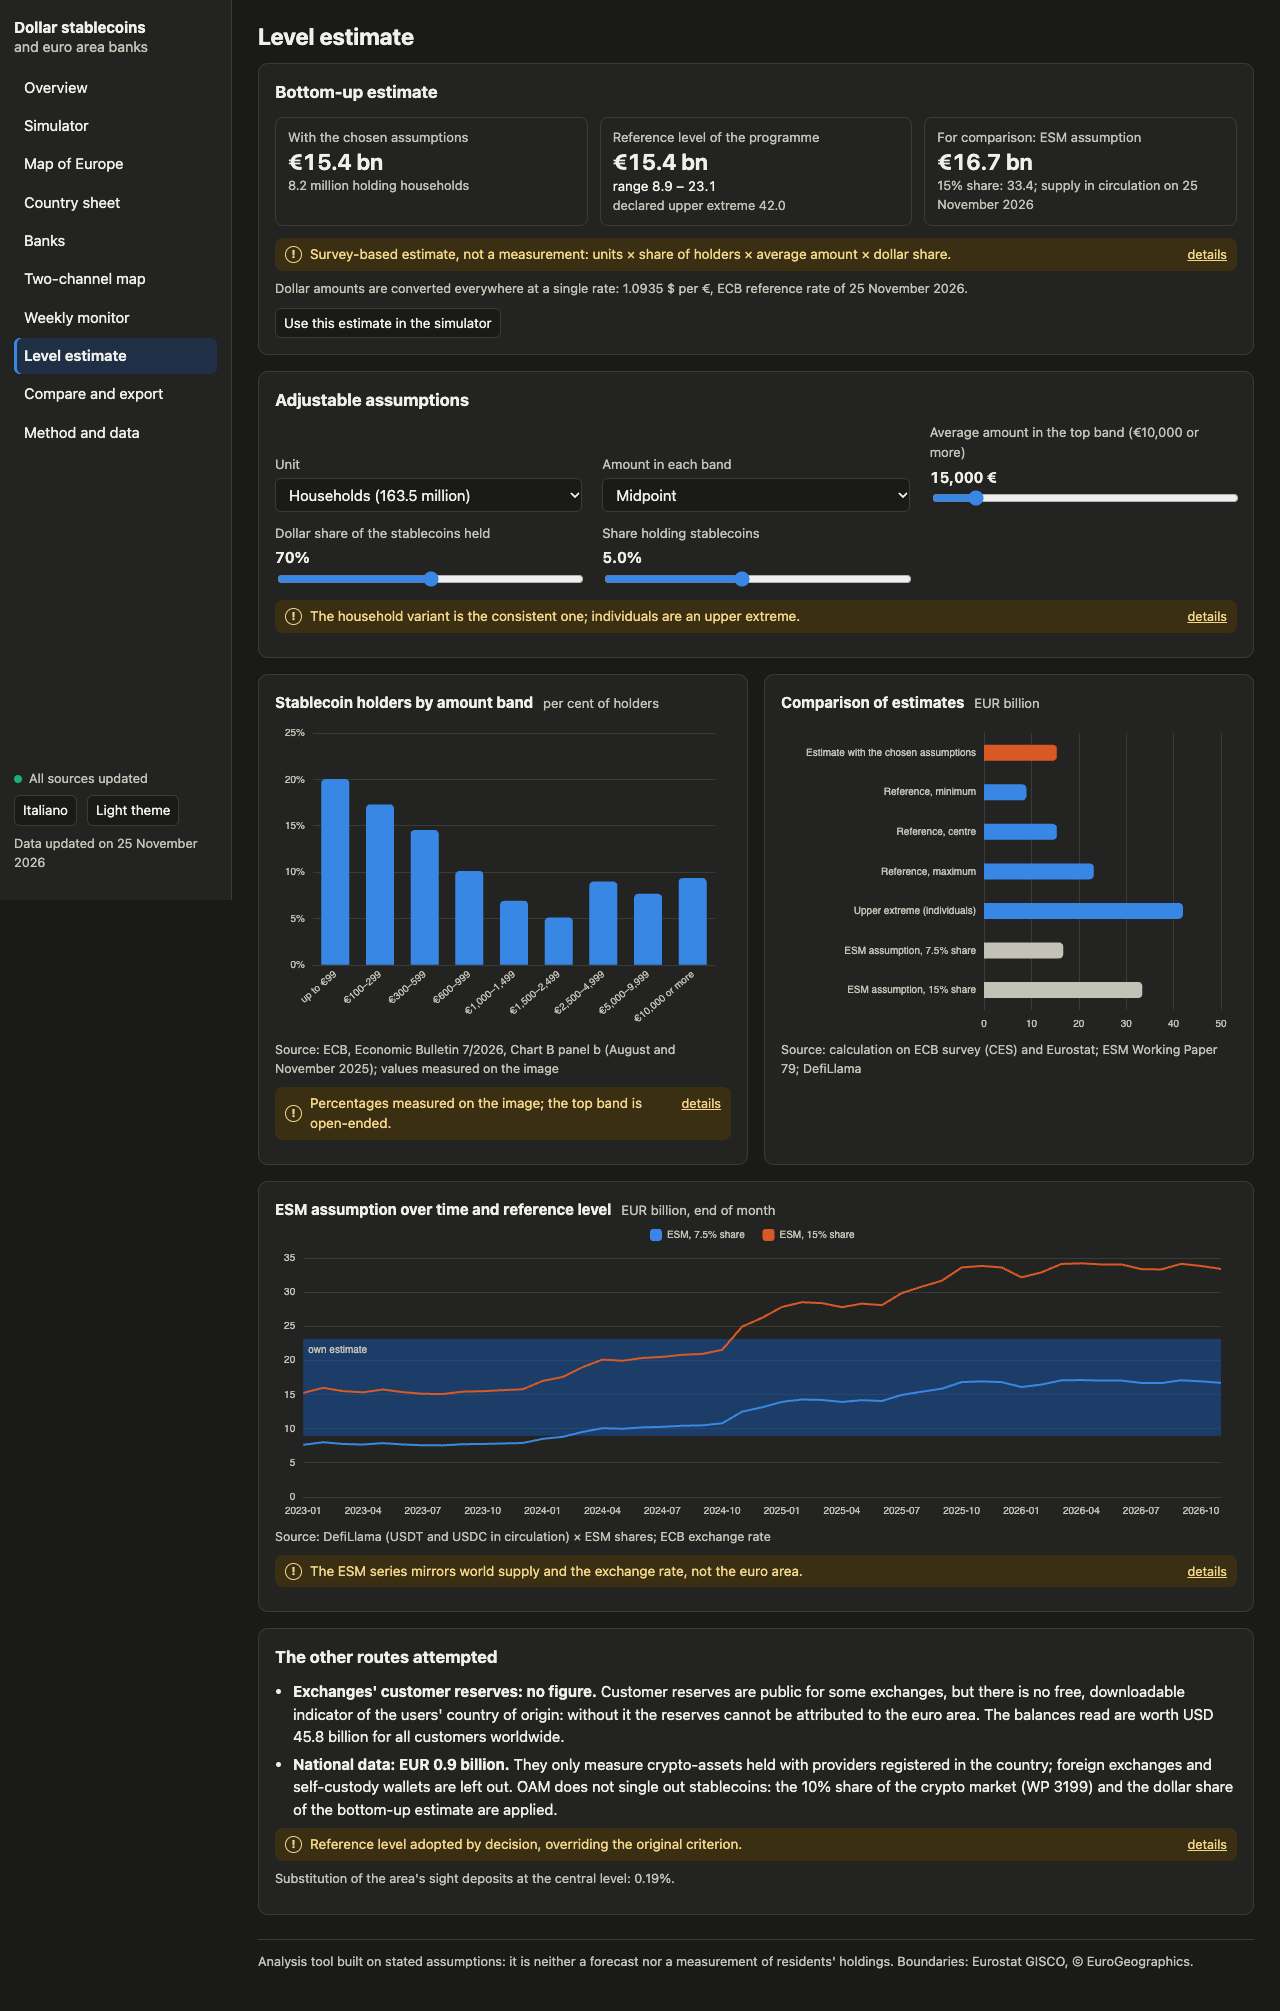 Dollar stablecoins
and euro area banks
Overview
Simulator
Map of Europe
Country sheet
Banks
Two-channel map
Weekly monitor
Level estimate
Compare and export
Method and data
All sources updated
Italiano
Light theme
Data updated on 25 November
2026
Level estimate
Bottom-up estimate
With the chosen assumptions
€15.4 bn
8.2 million holding households
Reference level of the programme
€15.4 bn
range 8.9 – 23.1
declared upper extreme 42.0
For comparison: ESM assumption
€16.7 bn
15% share: 33.4; supply in circulation on 25
November 2026
Survey-based estimate, not a measurement: units × share of holders × average amount × dollar share.
details
Dollar amounts are converted everywhere at a single rate: 1.0935 $ per €, ECB reference rate of 25 November 2026.
Use this estimate in the simulator
Adjustable assumptions
Unit
Households (163.5 million)
Amount in each band
Midpoint
Average amount in the top band (€10,000 or
more)
15,000 €
Dollar share of the stablecoins held
70%
Share holding stablecoins
5.0%
The household variant is the consistent one; individuals are an upper extreme.
details
Stablecoin holders by amount band per cent of holders
25%
20%
15%
10%
5%
0%
up to €99
€100–299
€300–599
€600–999
€1,000–1,499
€1,500–2,499
€2,500–4,999
€5,000–9,999
€10,000 or more
Source: ECB, Economic Bulletin 7/2026, Chart B panel b (August and
November 2025); values measured on the image
Percentages measured on the image; the top band is
open-ended.
details
Comparison of estimates EUR billion
Estimate with the chosen assumptions
Reference, minimum
Reference, centre
Reference, maximum
Upper extreme (individuals)
ESM assumption, 7.5% share
ESM assumption, 15% share
0 10 20 30 40 50
Source: calculation on ECB survey (CES) and Eurostat; ESM Working Paper
79; DefiLlama
ESM assumption over time and reference level EUR billion, end of month
ESM, 7.5% share
ESM, 15% share
35
30
25
own estimate
20
15
10
5
0
2023-01 2023-04 2023-07 2023-10 2024-01 2024-04 2024-07 2024-10 2025-01 2025-04 2025-07 2025-10 2026-01 2026-04 2026-07 2026-10
Source: DefiLlama (USDT and USDC in circulation) × ESM shares; ECB exchange rate
The ESM series mirrors world supply and the exchange rate, not the euro area.
details
The other routes attempted
• Exchanges' customer reserves: no figure. Customer reserves are public for some exchanges, but there is no free, downloadable
indicator of the users' country of origin: without it the reserves cannot be attributed to the euro area. The balances read are worth USD
45.8 billion for all customers worldwide.
• National data: EUR 0.9 billion. They only measure crypto-assets held with providers registered in the country; foreign exchanges and
self-custody wallets are left out. OAM does not single out stablecoins: the 10% share of the crypto market (WP 3199) and the dollar share
of the bottom-up estimate are applied.
Reference level adopted by decision, overriding the original criterion.
details
Substitution of the area's sight deposits at the central level: 0.19%.
Analysis tool built on stated assumptions: it is neither a forecast nor a measurement of residents' holdings. Boundaries: Eurostat GISCO, © EuroGeographics.